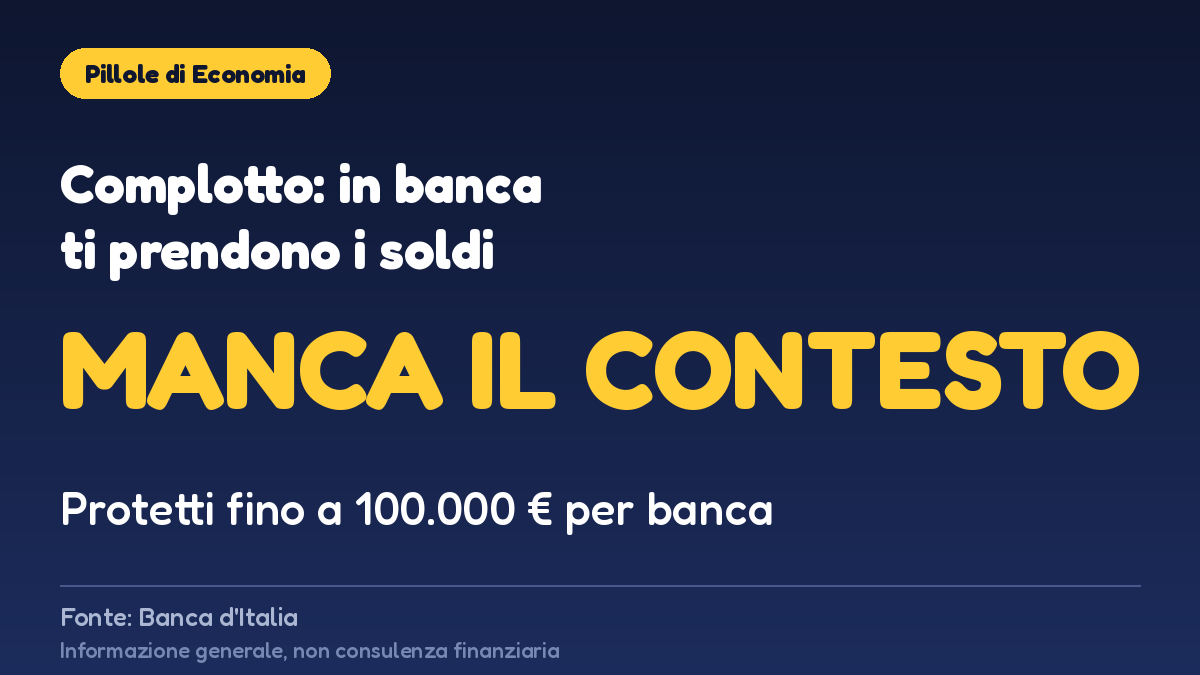 Pillole di Economia
Complotto: in banca
ti prendono i soldi
MANCA IL CONTESTO
Protetti fino a 100.000 € per banca
Fonte: Banca d'Italia
Informazione generale, non consulenza finanziaria